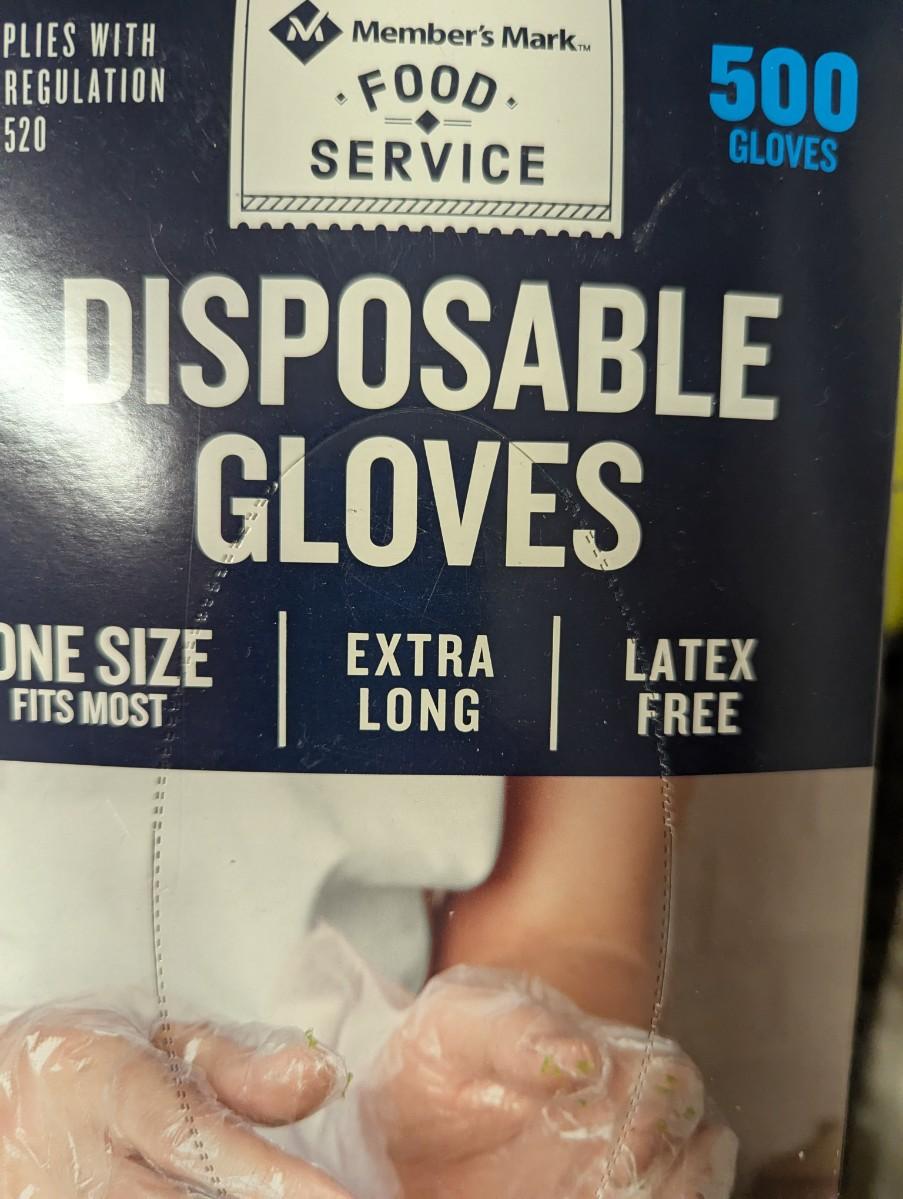 PLIES WITH
REGULATION
520
Member's Mark™
FOOD
SERVICE
500
GLOVES
DISPOSABLE
GLOVES
ONE SIZE
FITS MOST
EXTRA
LONG
LATEX
FREE